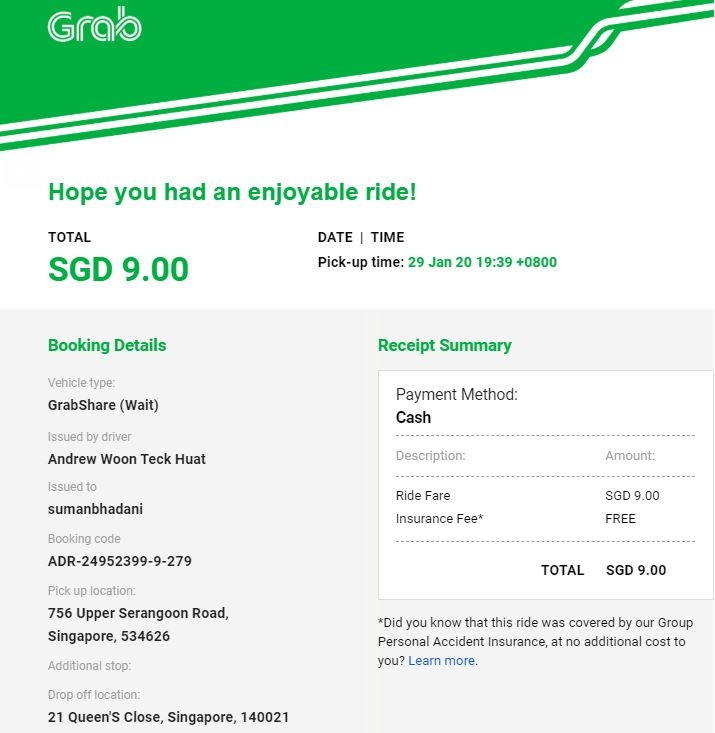 Grab
Hope you had an enjoyable ride!
TOTAL
SGD 9.00
DATE | TIME
Pick-up time: 29 Jan 20 19:39 +0800
Booking Details
Vehicle type:
GrabShare (Wait)
Issued by driver
Andrew Woon Teck Huat
Issued to
sumanbhadani
Booking code
ADR-24952399-9-279
Pick up location:
756 Upper Serangoon Road,
Singapore, 534626
Additional stop:
Drop off location:
21 Queen'S Close, Singapore, 140021
Receipt Summary
Payment Method:
Cash
Description: Amount:
Ride Fare SGD 9.00
Insurance Fee* FREE
TOTAL SGD 9.00
*Did you know that this ride was covered by our Group
Personal Accident Insurance, at no additional cost to
you? Learn more.